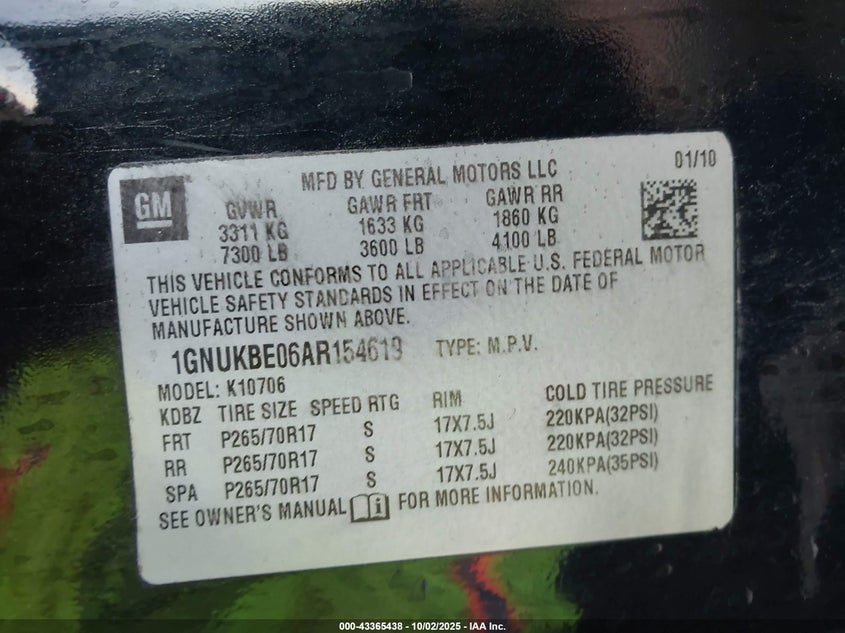 MFD BY GENERAL MOTORS LLC
01/10
GM
GVWR GAWR FRT GAWR RR
3311 KG 1633 KG 1860 KG
7300 LB 3600 LB 4100 LB
THIS VEHICLE CONFORMS TO ALL APPLICABLE U.S. FEDERAL MOTOR
VEHICLE SAFETY STANDARDS IN EFFECT ON THE DATE OF
MANUFACTURE SHOWN ABOVE.
1GNUKBE06AR154619 TYPE: M.P.V.
MODEL: K10706
KDBZ TIRE SIZE SPEED RTG RIM COLD TIRE PRESSURE
FRT P265/70R17 S 17X7.5J 220KPA(32PSI)
RR P265/70R17 S 17X7.5J 220KPA(32PSI)
SPA P265/70R17 S 17X7.5J 240KPA(35PSI)
SEE OWNER'S MANUAL FOR MORE INFORMATION.
000-43365438 - 10/02/2025 - IAA Inc.